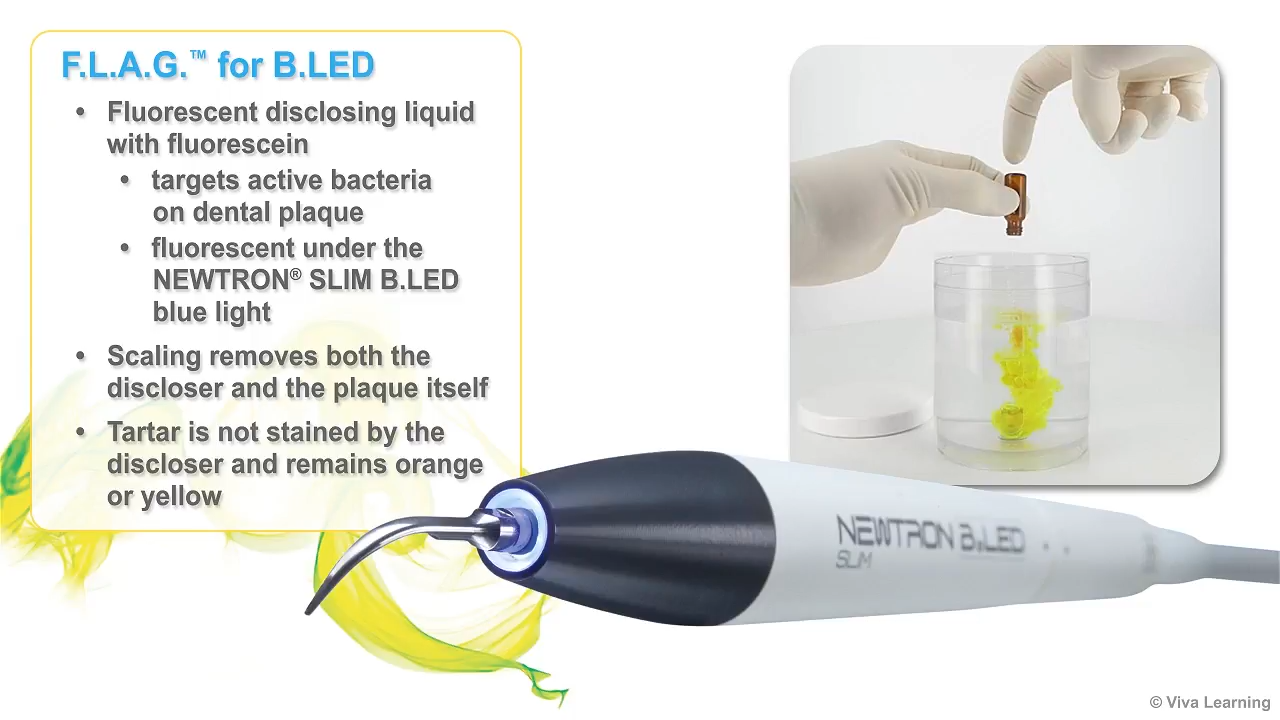 F.L.A.G.™ for B.LED
• Fluorescent disclosing liquid
with fluorescein
• targets active bacteria
on dental plaque
• fluorescent under the
NEWTRON® SLIM B.LED
blue light
• Scaling removes both the
discloser and the plaque itself
• Tartar is not stained by the
discloser and remains orange
or yellow
NEWTRON B.LED
SLIM
© Viva Learning